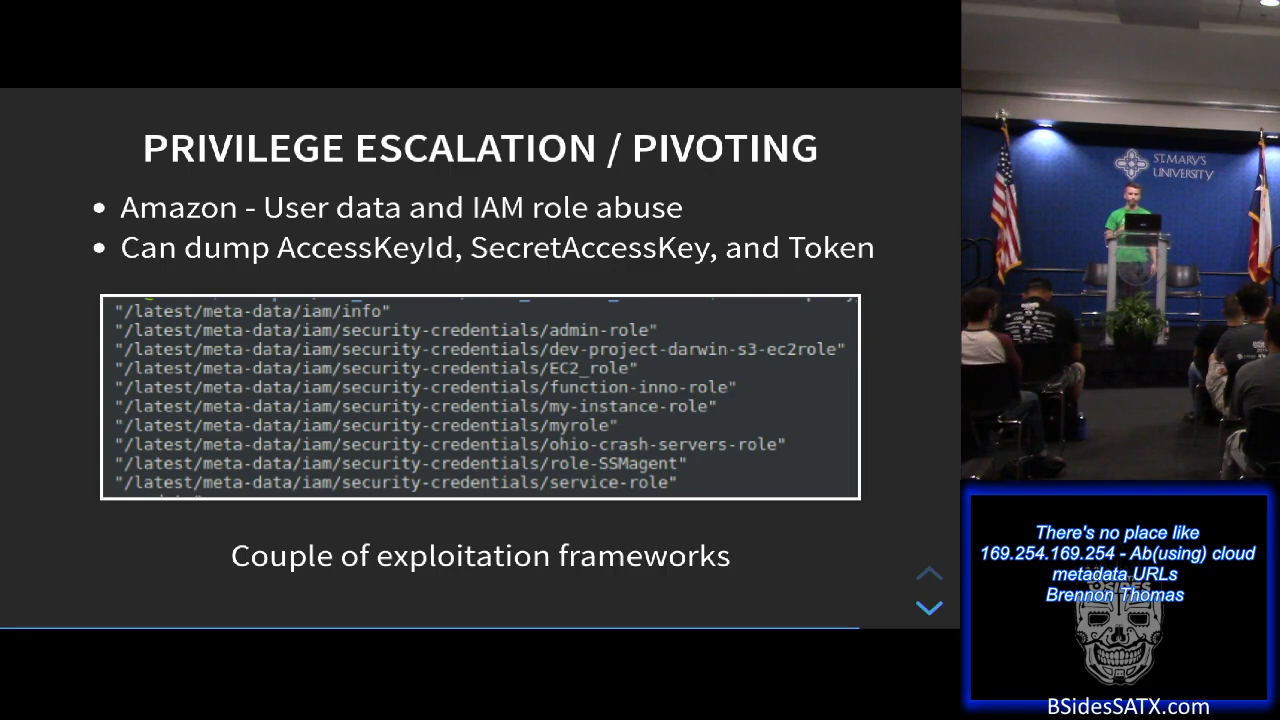 PRIVILEGE ESCALATION / PIVOTING
Amazon - User data and IAM role abuse
Can dump AccessKeyId, SecretAccessKey, and Token
"/latest/meta-data/iam/info"
"/latest/meta-data/iam/security-credentials/admin-role"
"/latest/meta-data/iam/security-credentials/dev-project-darwin-s3-ec2role"
"/latest/meta-data/iam/security-credentials/EC2_role"
"/latest/meta-data/iam/security-credentials/function-inno-role"
"/latest/meta-data/iam/security-credentials/my-instance-role"
"/latest/meta-data/iam/security-credentials/myrole"
"/latest/meta-data/iam/security-credentials/ohio-crash-servers-role"
"/latest/meta-data/iam/security-credentials/role-SSMagent"
"/latest/meta-data/iam/security-credentials/service-role"
Couple of exploitation frameworks
ST. MARY'S
UNIVERSITY
There's no place like
169.254.169.254 - Ab(using) cloud
metadata URLs
Brennon Thomas
BSIDES
BSidesSATX.com